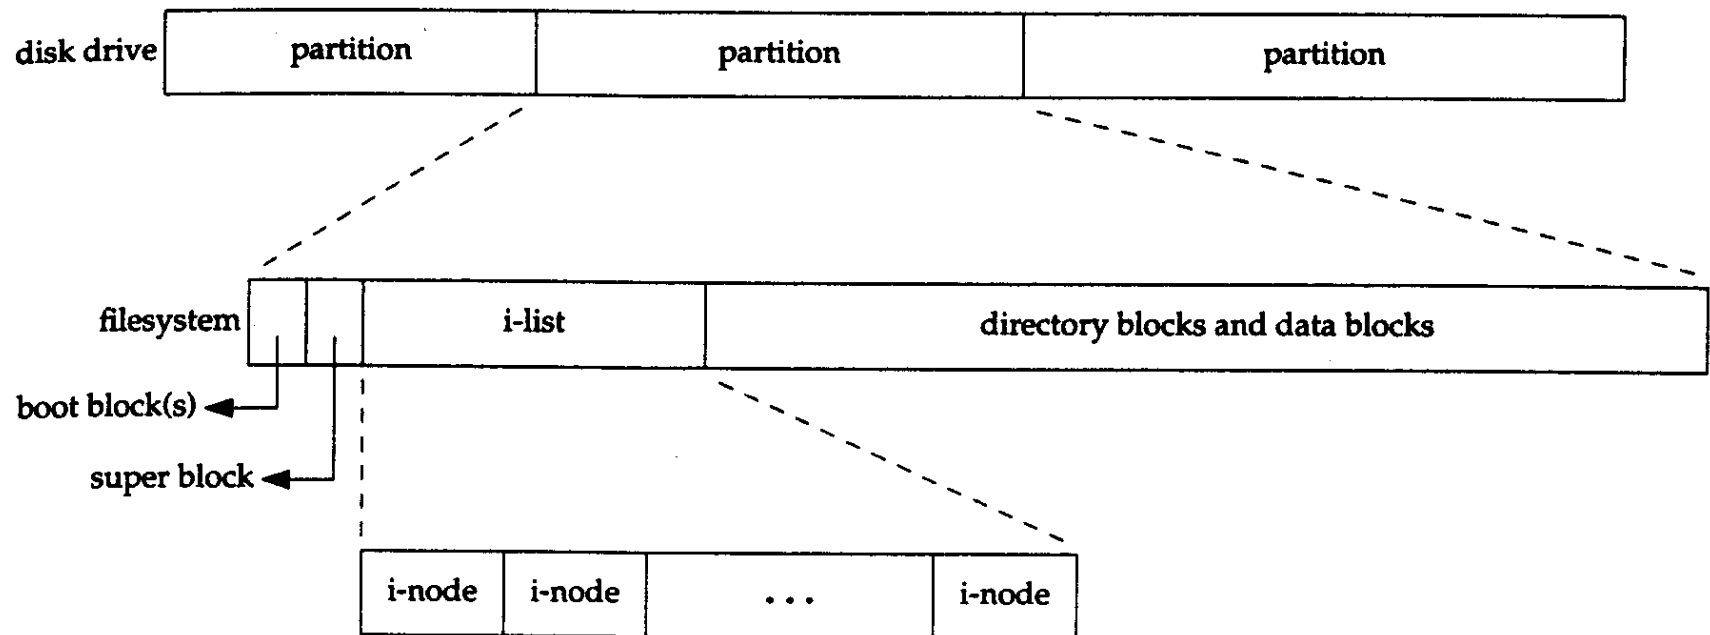 disk drive partition partition partition
filesystem i-list directory blocks and data blocks
boot block(s)
super block
i-node i-node ... i-node